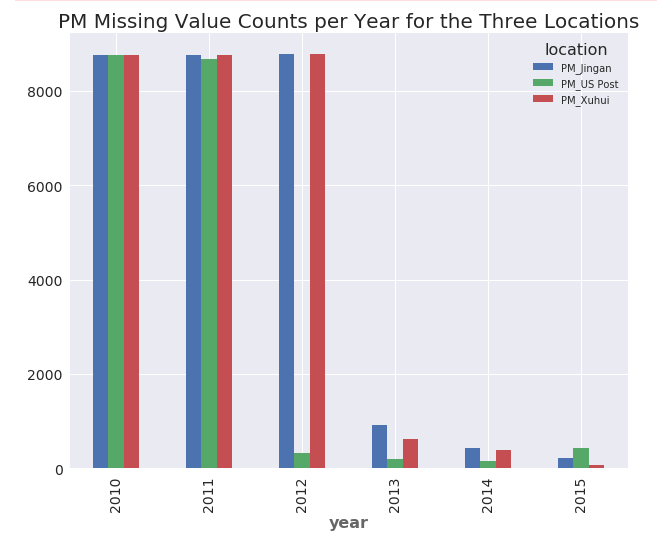 PM Missing Value Counts per Year for the Three Locations
location
PM_Jingan
PM_US Post
PM_Xuhui
8000
6000
4000
2000
0
2010 2011 2012 2013 2014 2015
year